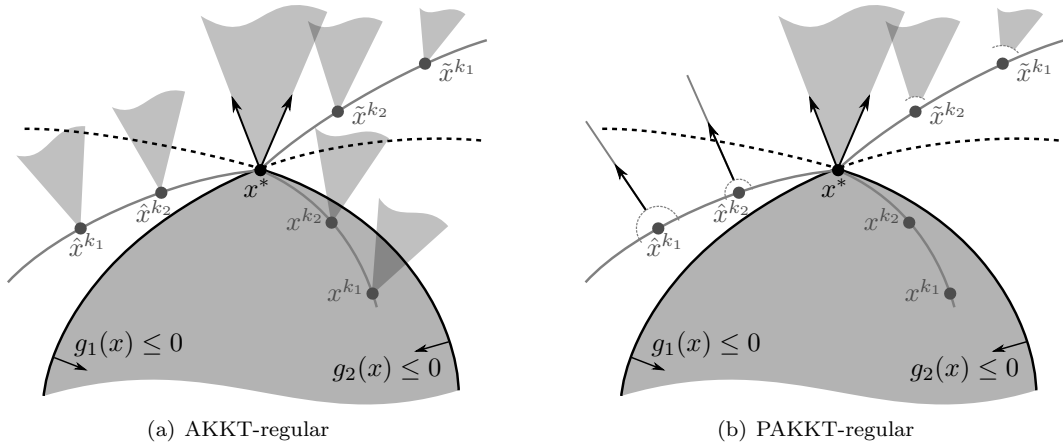 x̃^{k_1}
x̃^{k_2}
x^*
x̂^{k_2}
x̂^{k_1}
x^{k_2}
x^{k_1}
g_1(x) ≤ 0
g_2(x) ≤ 0
(a) AKKT-regular
x̃^{k_1}
x̃^{k_2}
x^*
x̂^{k_2}
x̂^{k_1}
x^{k_2}
x^{k_1}
g_1(x) ≤ 0
g_2(x) ≤ 0
(b) PAKKT-regular